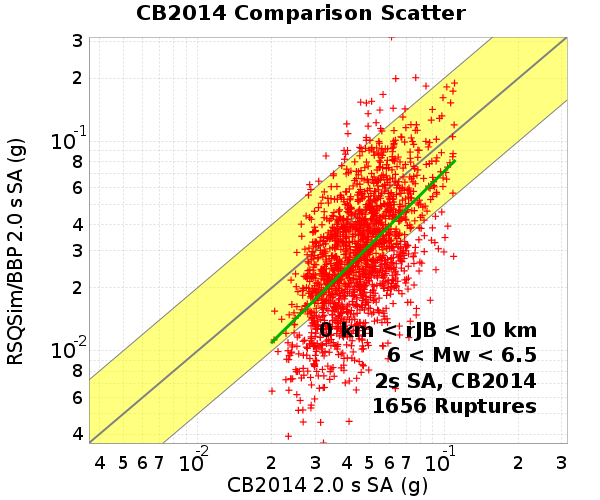 CB2014 Comparison Scatter
RSQSim/BBP 2.0 s SA (g)
3
2
10⁻¹
8
6
4
3
2
10⁻²
8
6
4
0 km < rJB < 10 km
6 < Mw < 6.5
2s SA, CB2014
1656 Ruptures
4 5 6 7 10⁻² 2 3 4 5 6 7 10⁻¹ 2 3
CB2014 2.0 s SA (g)